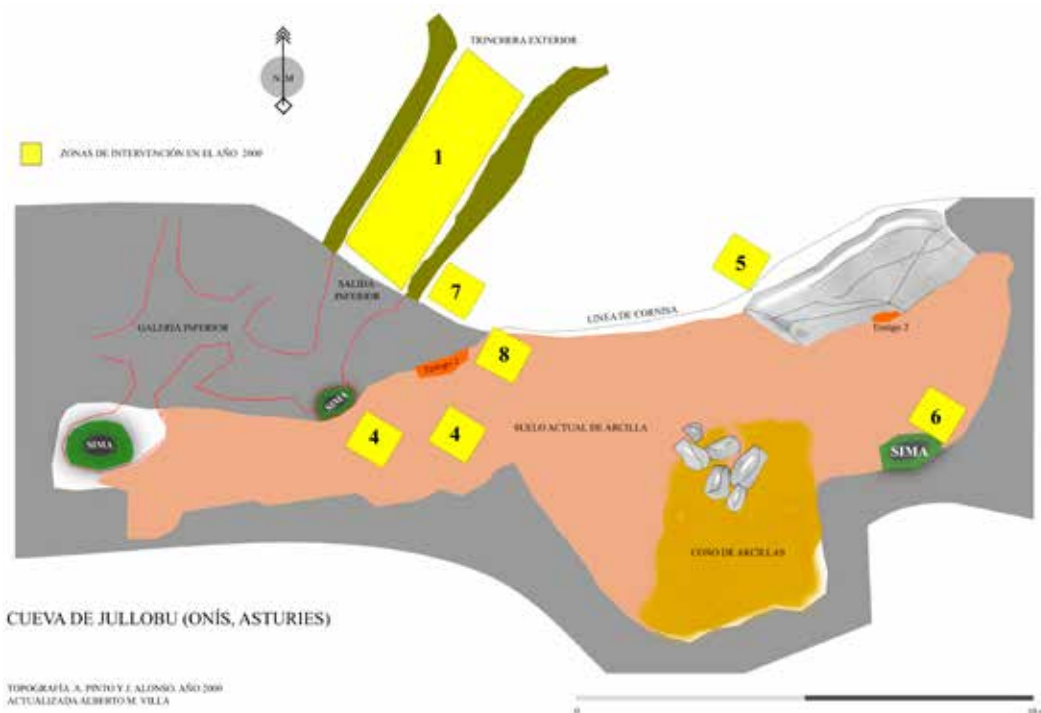 TRINCHERA EXTERIOR
N.M
ZONAS DE INTERVENCIÓN EN EL AÑO 2000
1
5
7
SALIDA
INFERIOR
LINEA DE CORNISA
GALERIA INFERIOR
Testigo 2
8
SIMA
4
4
SUELO ACTUAL DE ARCILLA
6
SIMA
SIMA
CONO DE ARCILLAS
CUEVA DE JULLOBU (ONÍS, ASTURIES)
TOPOGRAFÍA. A. PINTO Y J. ALONSO. AÑO 2000
ACTUALIZADA ALBERTO M. VILLA
0